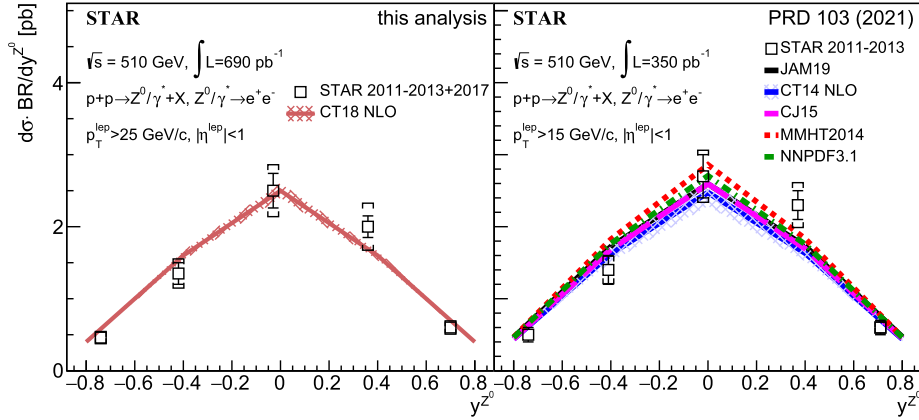 dσ· BR/dy^Z⁰ [pb]
STAR this analysis
√s = 510 GeV, ∫L=690 pb⁻¹
STAR 2011-2013+2017
p+p→Z⁰/γ*+X, Z⁰/γ*→e⁺e⁻
CT18 NLO
p_T^lep>25 GeV/c, |η^lep|<1
4
2
0
−0.8 −0.6 −0.4 −0.2 0 0.2 0.4 0.6 0.8
y^Z⁰
STAR PRD 103 (2021)
STAR 2011-2013
√s = 510 GeV, ∫L=350 pb⁻¹
JAM19
p+p→Z⁰/γ*+X, Z⁰/γ*→e⁺e⁻
CT14 NLO
CJ15
p_T^lep>15 GeV/c, |η^lep|<1
MMHT2014
NNPDF3.1
−0.8 −0.6 −0.4 −0.2 0 0.2 0.4 0.6 0.8
y^Z⁰